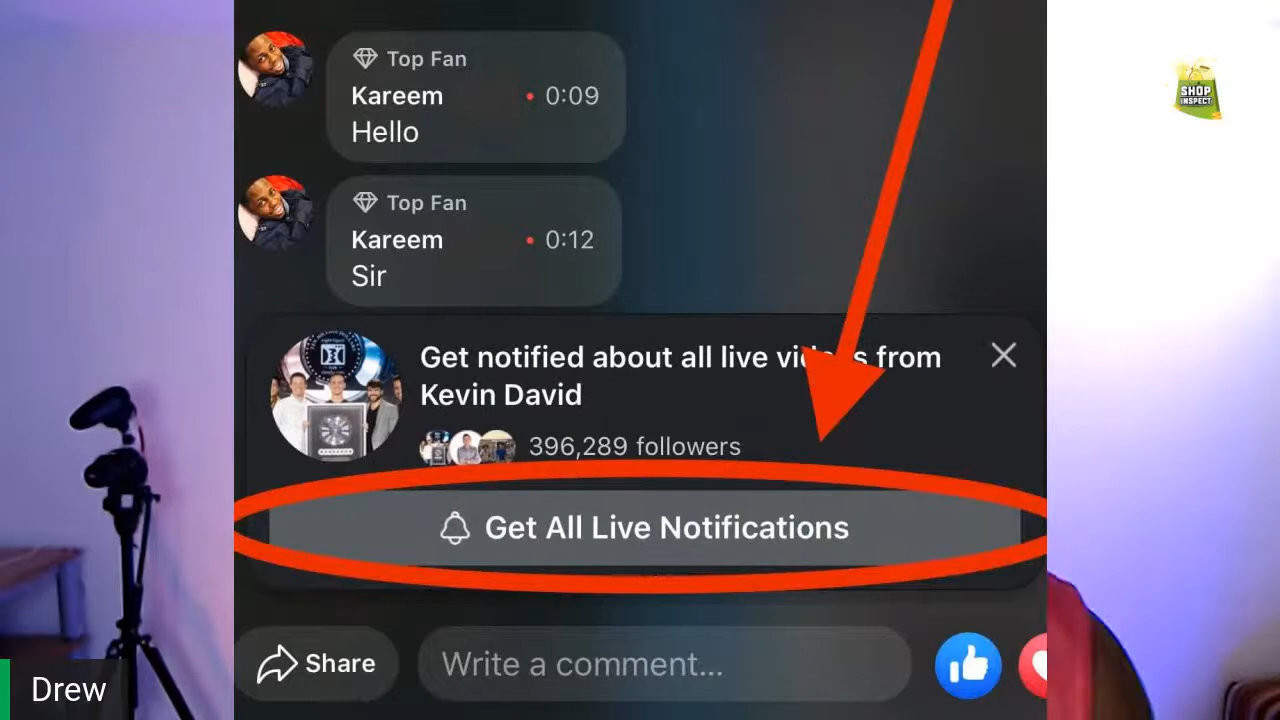 Top Fan
Kareem • 0:09
Hello
Top Fan
Kareem • 0:12
Sir
Get notified about all live videos from
Kevin David
396,289 followers
Get All Live Notifications
Share
Write a comment...
Drew
SHOP
INSPECT